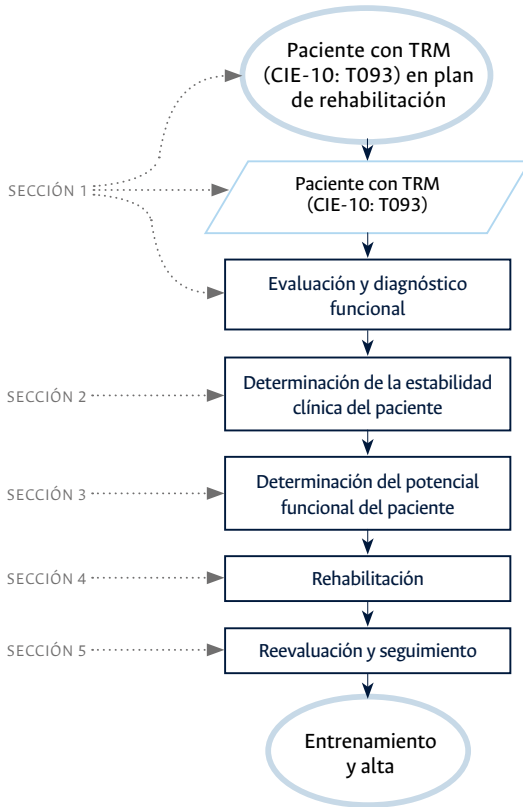 Paciente con TRM
(CIE-10: T093) en plan
de rehabilitación
SECCIÓN 1
Paciente con TRM
(CIE-10: T093)
Evaluación y diagnóstico
funcional
SECCIÓN 2
Determinación de la estabilidad
clínica del paciente
SECCIÓN 3
Determinación del potencial
funcional del paciente
SECCIÓN 4
Rehabilitación
SECCIÓN 5
Reevaluación y seguimiento
Entrenamiento
y alta